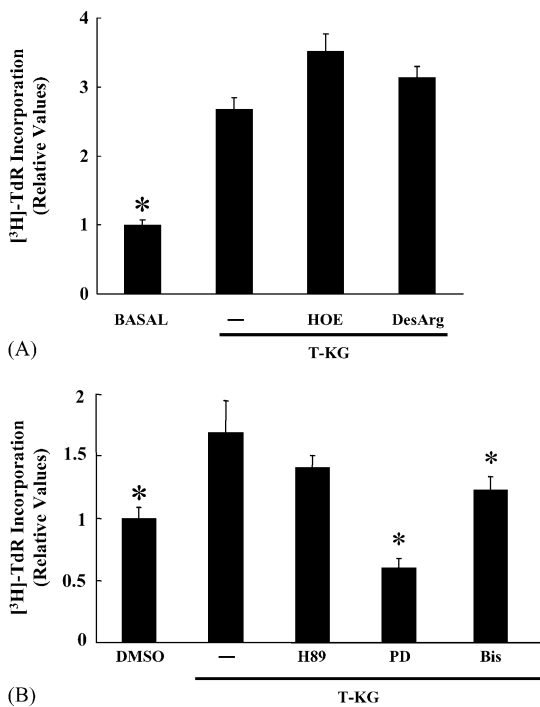 [³H]-TdR Incorporation
(Relative Values)
4
3
2
1
0
*
BASAL
—
HOE
DesArg
T-KG
(A)
[³H]-TdR Incorporation
(Relative Values)
2
1.5
1
0.5
0
*
*
*
DMSO
—
H89
PD
Bis
T-KG
(B)